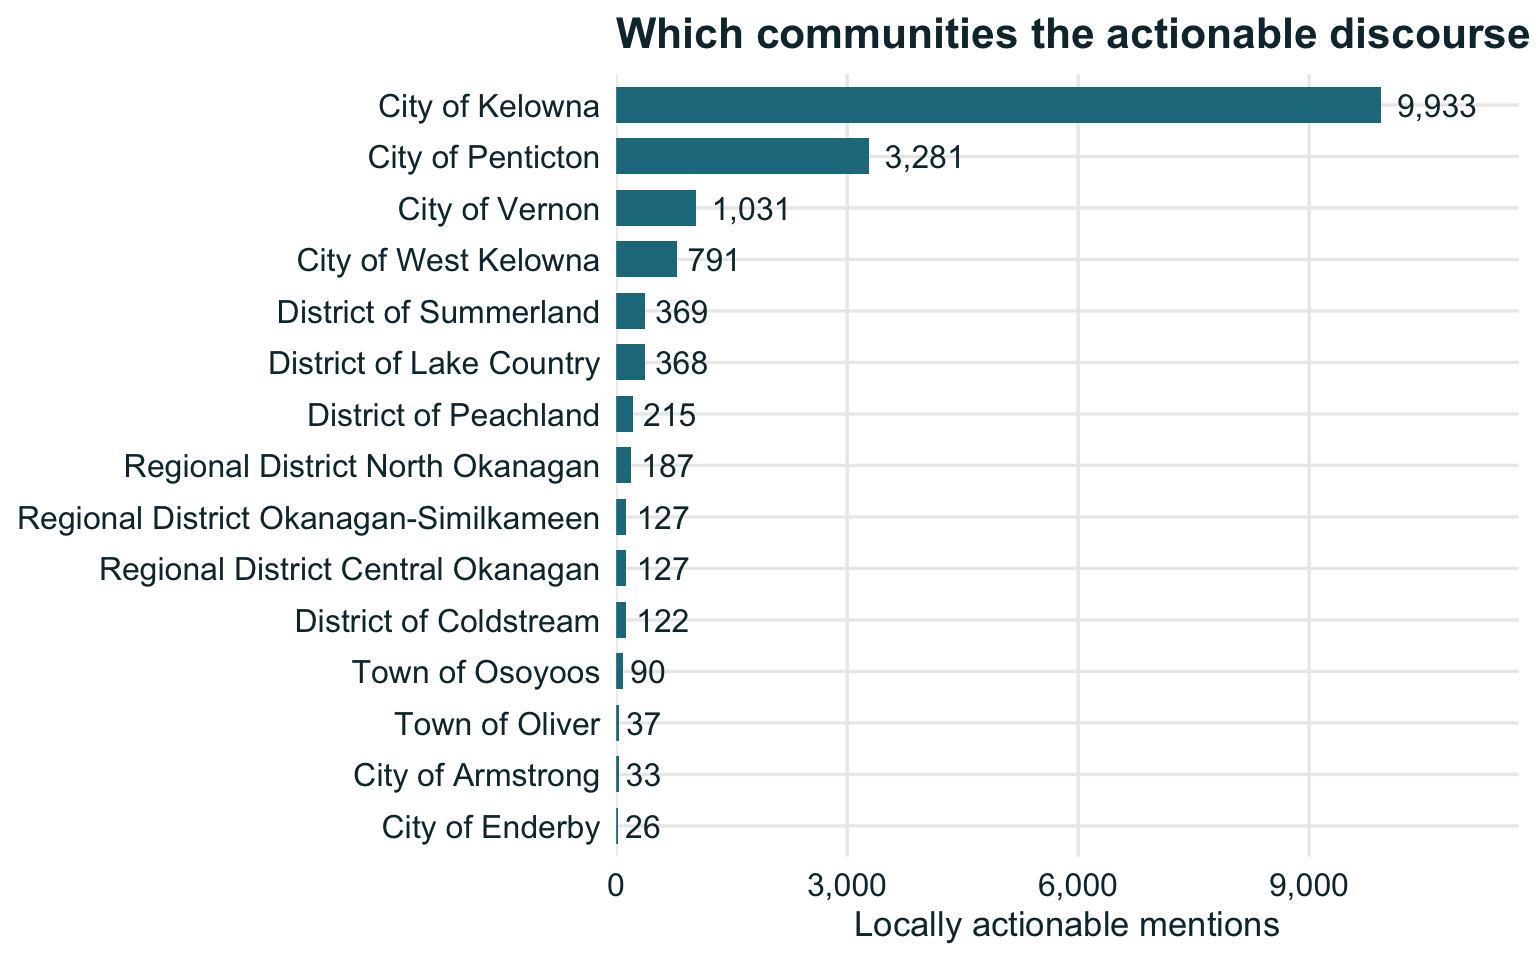 Which communities the actionable discourse
City of Kelowna 9,933
City of Penticton 3,281
City of Vernon 1,031
City of West Kelowna 791
District of Summerland 369
District of Lake Country 368
District of Peachland 215
Regional District North Okanagan 187
Regional District Okanagan-Similkameen 127
Regional District Central Okanagan 127
District of Coldstream 122
Town of Osoyoos 90
Town of Oliver 37
City of Armstrong 33
City of Enderby 26
0 3,000 6,000 9,000
Locally actionable mentions